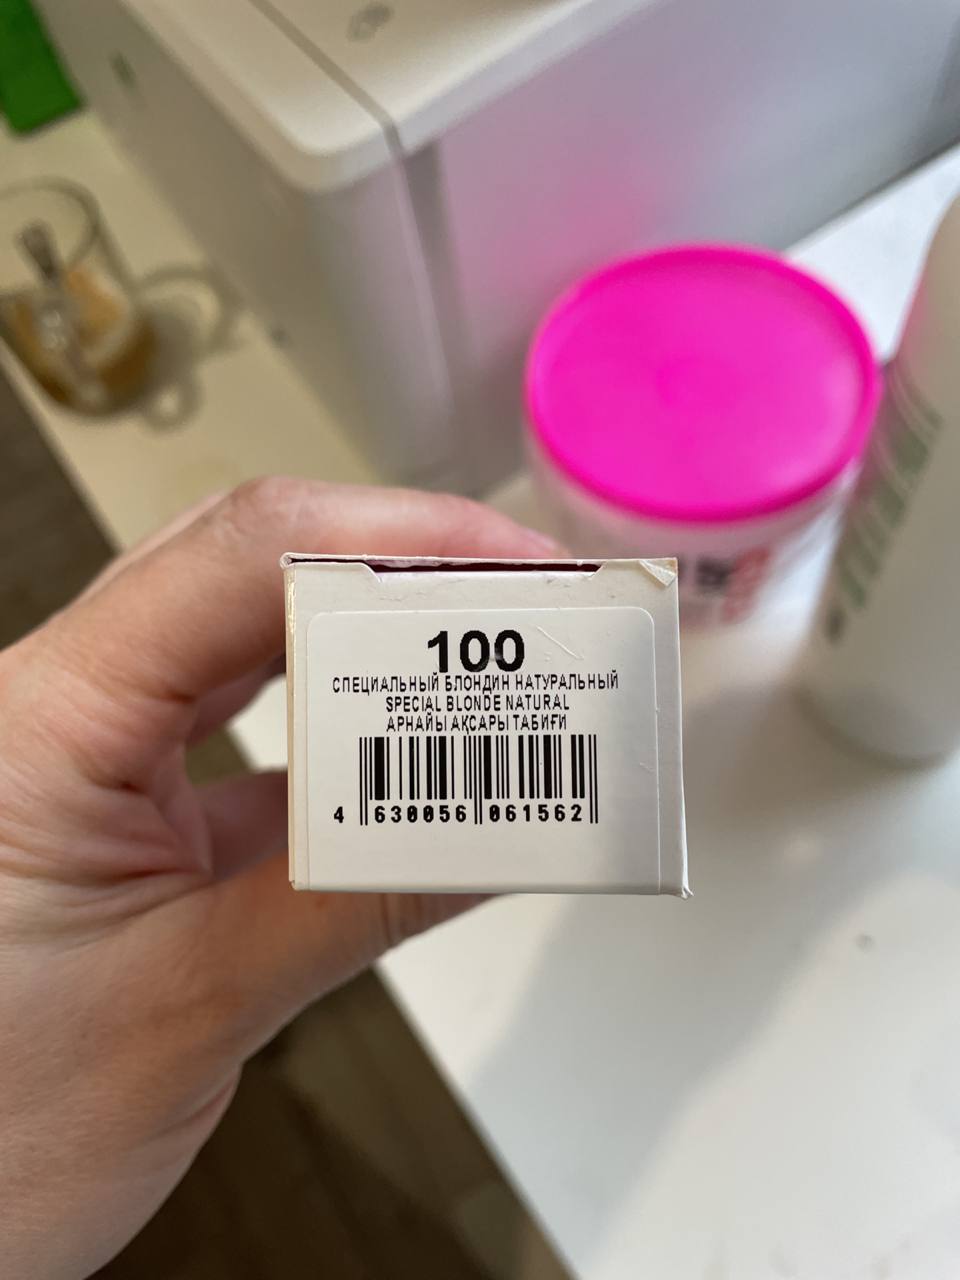 100
СПЕЦИАЛЬНЫЙ БЛОНДИН НАТУРАЛЬНЫЙ
SPECIAL BLONDE NATURAL
АРНАЙЫ АҚСАРЫ ТАБИҒИ
4 630056 061562